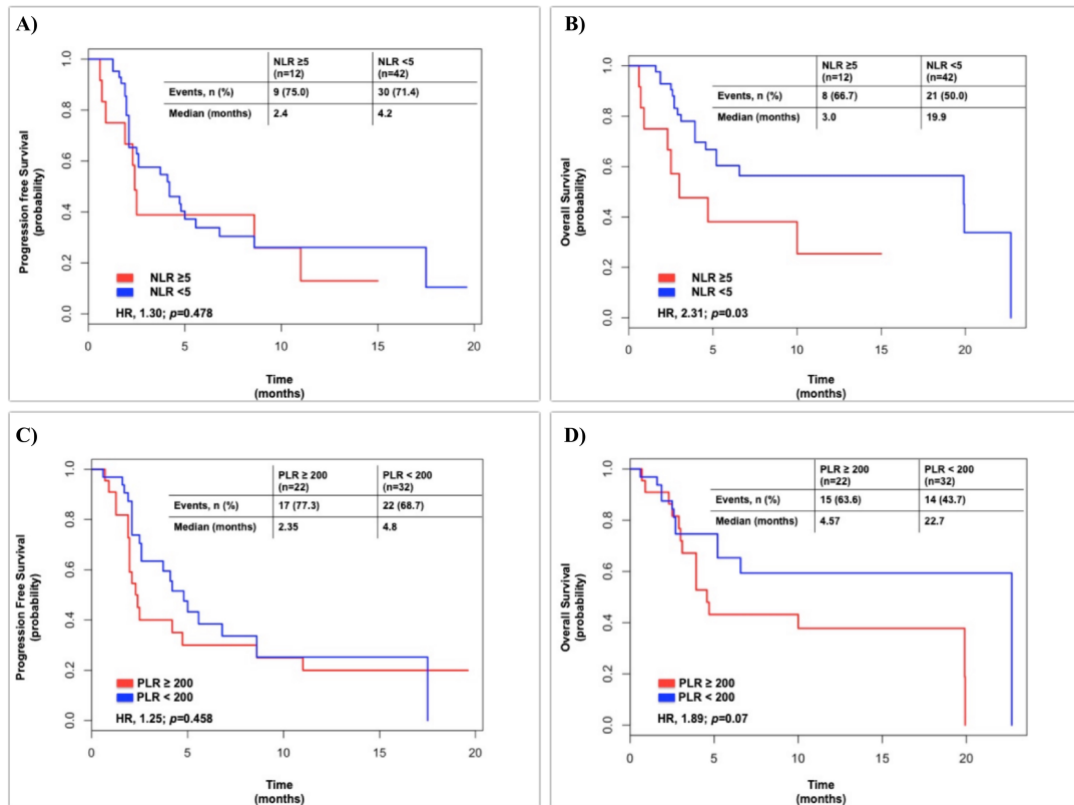 A)
NLR ≥5 NLR <5
(n=12) (n=42)
Events, n (%) 9 (75.0) 30 (71.4)
Median (months) 2.4 4.2
Progression free Survival
(probability)
1.0
0.8
0.6
0.4
0.2
0.0
NLR ≥5
NLR <5
HR, 1.30; p=0.478
0 5 10 15 20
Time
(months)
B)
NLR ≥5 NLR <5
(n=12) (n=42)
Events, n (%) 8 (66.7) 21 (50.0)
Median (months) 3.0 19.9
Overall Survival
(probability)
1.0
0.8
0.6
0.4
0.2
0.0
NLR ≥5
NLR <5
HR, 2.31; p=0.03
0 5 10 15 20
Time
(months)
C)
PLR ≥ 200 PLR < 200
(n=22) (n=32)
Events, n (%) 17 (77.3) 22 (68.7)
Median (months) 2.35 4.8
Progression Free Survival
(probability)
1.0
0.8
0.6
0.4
0.2
0.0
PLR ≥ 200
PLR < 200
HR, 1.25; p=0.458
0 5 10 15 20
Time
(months)
D)
PLR ≥ 200 PLR < 200
(n=22) (n=32)
Events, n (%) 15 (63.6) 14 (43.7)
Median (months) 4.57 22.7
Overall Survival
(probability)
1.0
0.8
0.6
0.4
0.2
0.0
PLR ≥ 200
PLR < 200
HR, 1.89; p=0.07
0 5 10 15 20
Time
(months)